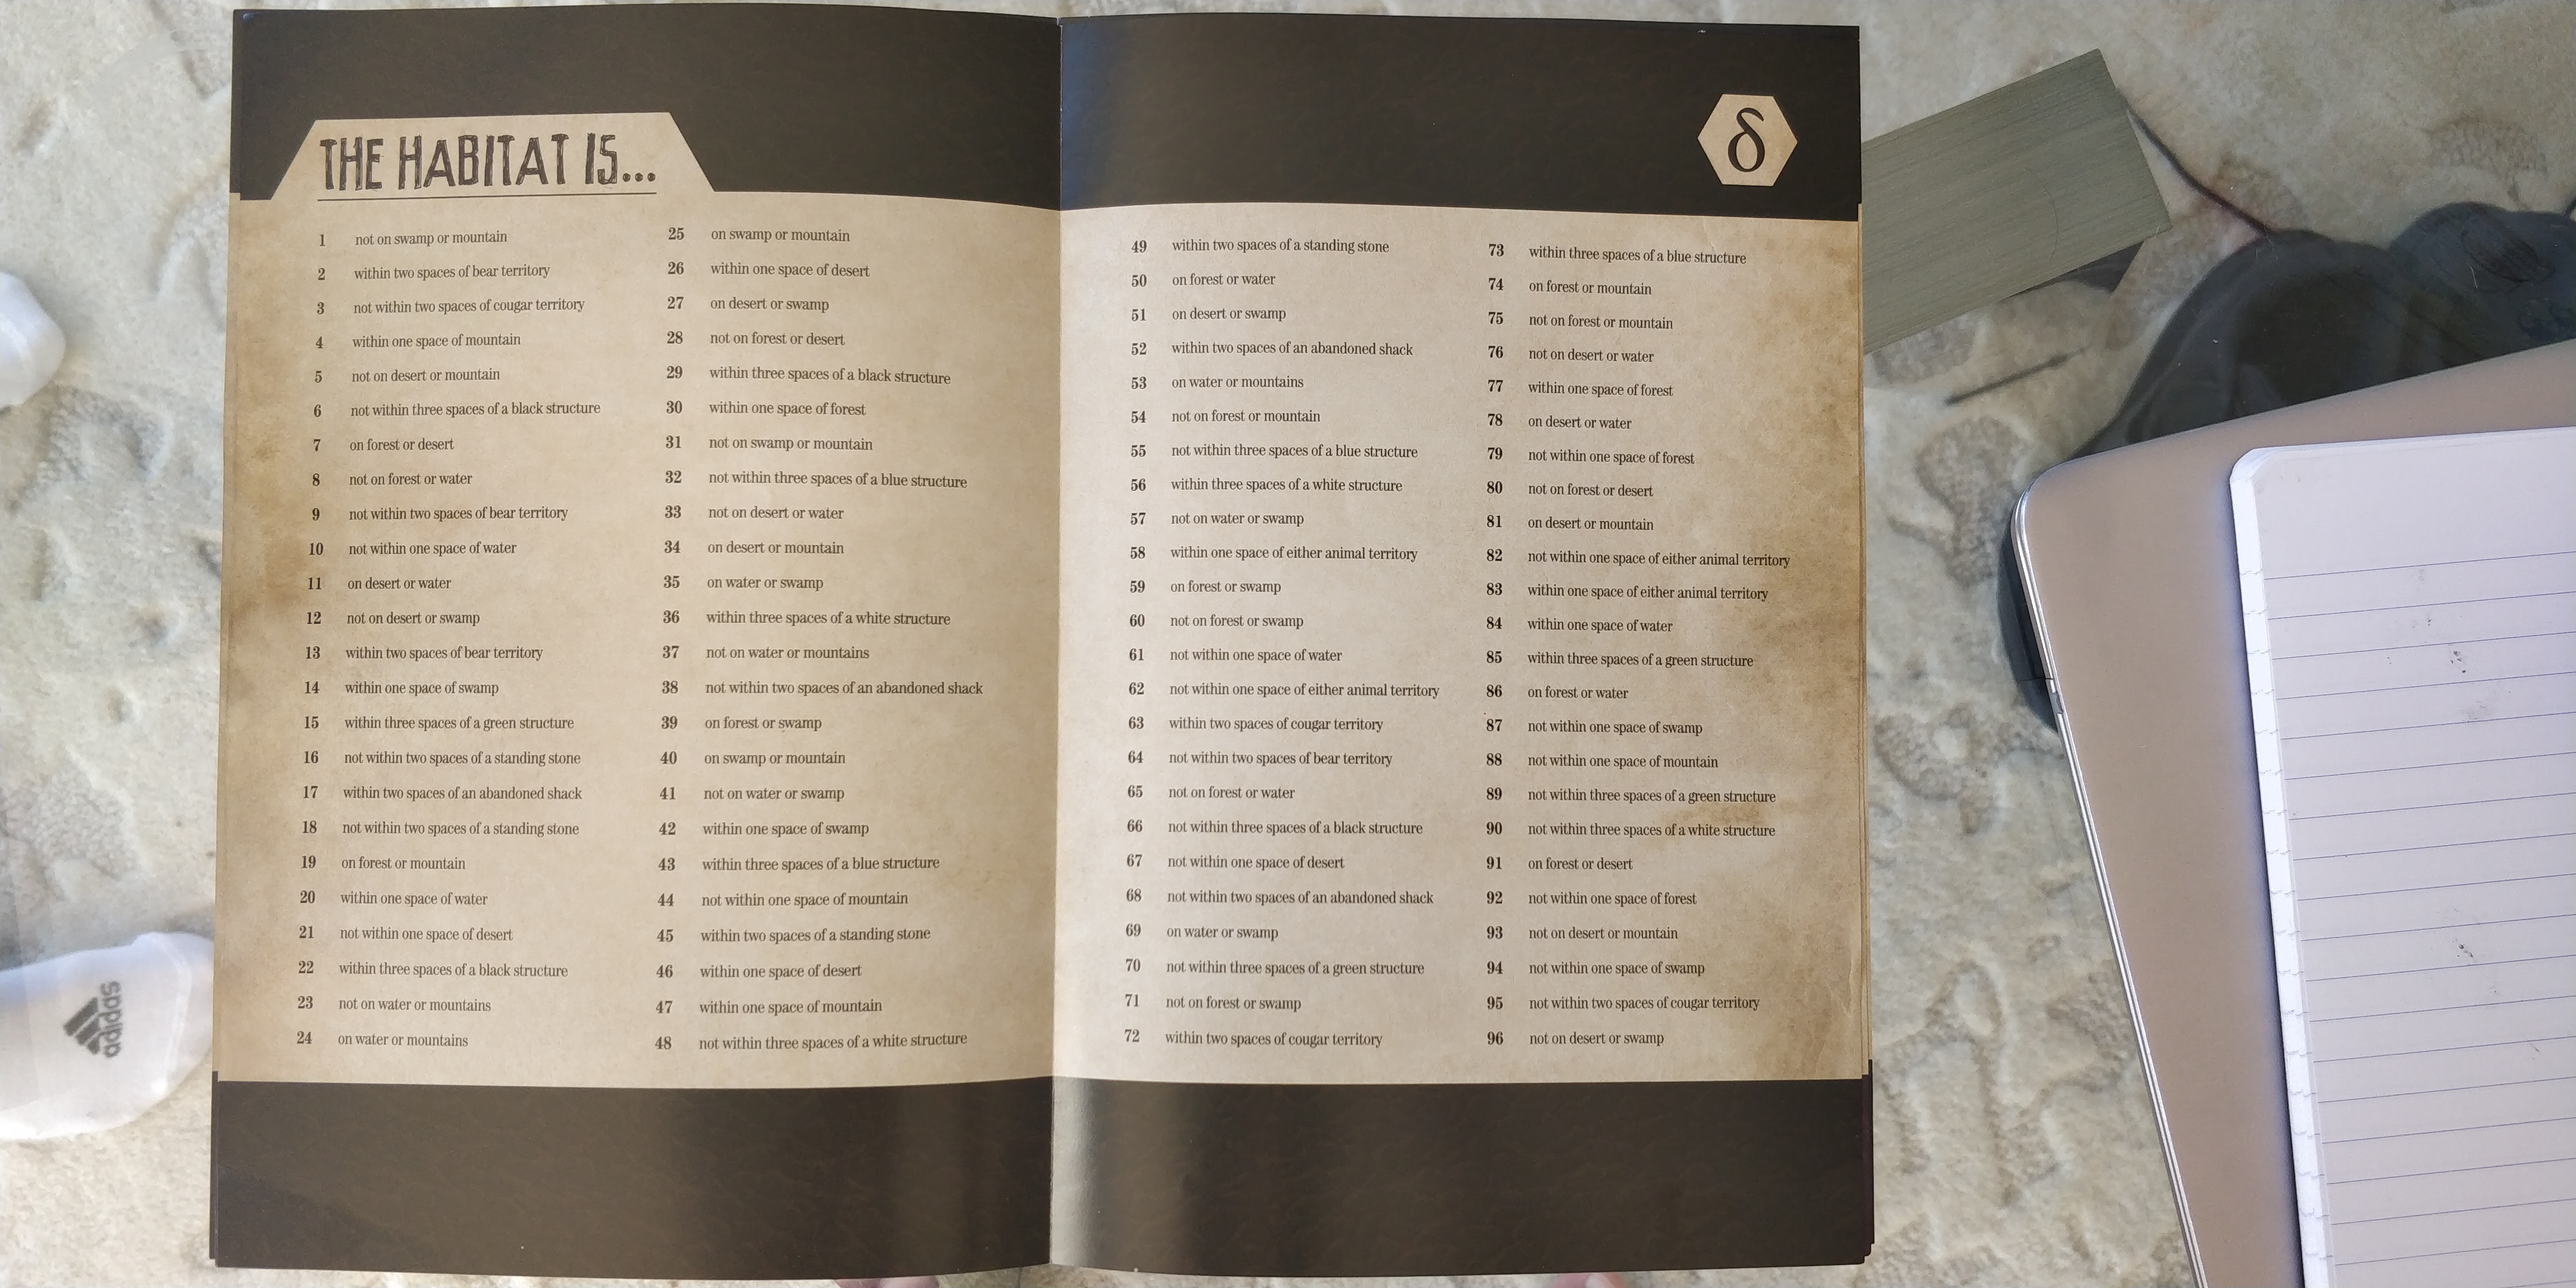 THE HABITAT IS...
δ
1 not on swamp or mountain
2 within two spaces of bear territory
3 not within two spaces of cougar territory
4 within one space of mountain
5 not on desert or mountain
6 not within three spaces of a black structure
7 on forest or desert
8 not on forest or water
9 not within two spaces of bear territory
10 not within one space of water
11 on desert or water
12 not on desert or swamp
13 within two spaces of bear territory
14 within one space of swamp
15 within three spaces of a green structure
16 not within two spaces of a standing stone
17 within two spaces of an abandoned shack
18 not within two spaces of a standing stone
19 on forest or mountain
20 within one space of water
21 not within one space of desert
22 within three spaces of a black structure
23 not on water or mountains
24 on water or mountains
25 on swamp or mountain
26 within one space of desert
27 on desert or swamp
28 not on forest or desert
29 within three spaces of a black structure
30 within one space of forest
31 not on swamp or mountain
32 not within three spaces of a blue structure
33 not on desert or water
34 on desert or mountain
35 on water or swamp
36 within three spaces of a white structure
37 not on water or mountains
38 not within two spaces of an abandoned shack
39 on forest or swamp
40 on swamp or mountain
41 not on water or swamp
42 within one space of swamp
43 within three spaces of a blue structure
44 not within one space of mountain
45 within two spaces of a standing stone
46 within one space of desert
47 within one space of mountain
48 not within three spaces of a white structure
49 within two spaces of a standing stone
50 on forest or water
51 on desert or swamp
52 within two spaces of an abandoned shack
53 on water or mountains
54 not on forest or mountain
55 not within three spaces of a blue structure
56 within three spaces of a white structure
57 not on water or swamp
58 within one space of either animal territory
59 on forest or swamp
60 not on forest or swamp
61 not within one space of water
62 not within one space of either animal territory
63 within two spaces of cougar territory
64 not within two spaces of bear territory
65 not on forest or water
66 not within three spaces of a black structure
67 not within one space of desert
68 not within two spaces of an abandoned shack
69 on water or swamp
70 not within three spaces of a green structure
71 not on forest or swamp
72 within two spaces of cougar territory
73 within three spaces of a blue structure
74 on forest or mountain
75 not on forest or mountain
76 not on desert or water
77 within one space of forest
78 on desert or water
79 not within one space of forest
80 not on forest or desert
81 on desert or mountain
82 not within one space of either animal territory
83 within one space of either animal territory
84 within one space of water
85 within three spaces of a green structure
86 on forest or water
87 not within one space of swamp
88 not within one space of mountain
89 not within three spaces of a green structure
90 not within three spaces of a white structure
91 on forest or desert
92 not within one space of forest
93 not on desert or mountain
94 not within one space of swamp
95 not within two spaces of cougar territory
96 not on desert or swamp
adidas